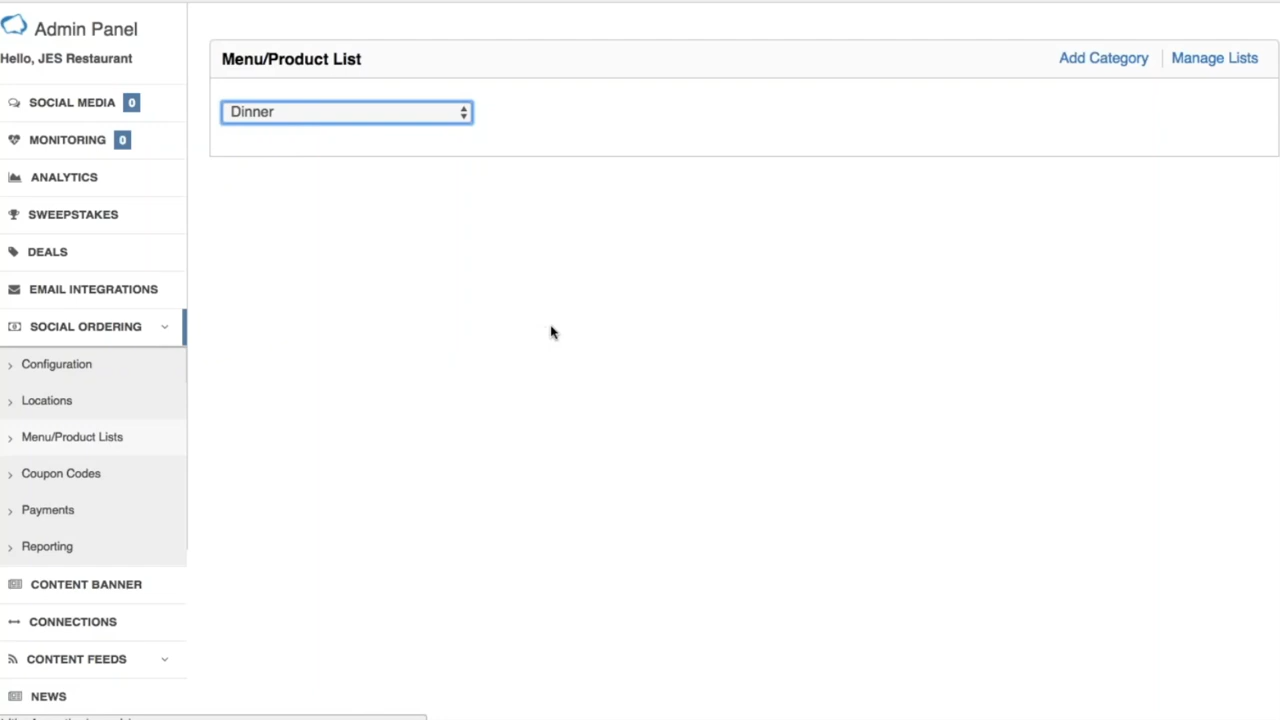 Admin Panel
Hello, JES Restaurant
SOCIAL MEDIA 0
MONITORING 0
ANALYTICS
SWEEPSTAKES
DEALS
EMAIL INTEGRATIONS
SOCIAL ORDERING
Configuration
Locations
Menu/Product Lists
Coupon Codes
Payments
Reporting
CONTENT BANNER
CONNECTIONS
CONTENT FEEDS
NEWS
Menu/Product List
Add Category
Manage Lists
Dinner